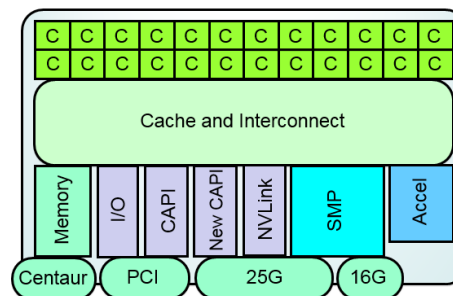 C C C C C C C C C C C C
C C C C C C C C C C C C
Cache and Interconnect
Memory
I/O
CAPI
New CAPI
NVLink
SMP
Accel
Centaur
PCI
25G
16G